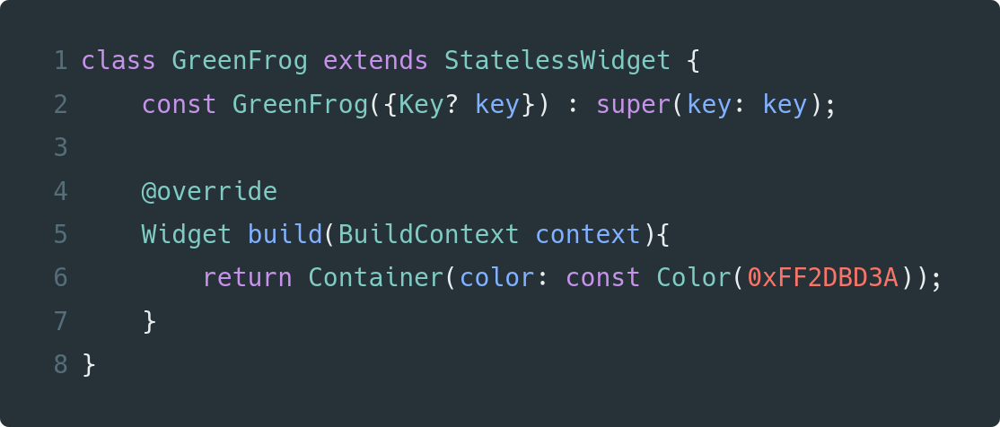 1 class GreenFrog extends StatelessWidget {
2     const GreenFrog({Key? key}) : super(key: key);
3
4     @override
5     Widget build(BuildContext context){
6         return Container(color: const Color(0xFF2DBD3A));
7     }
8 }